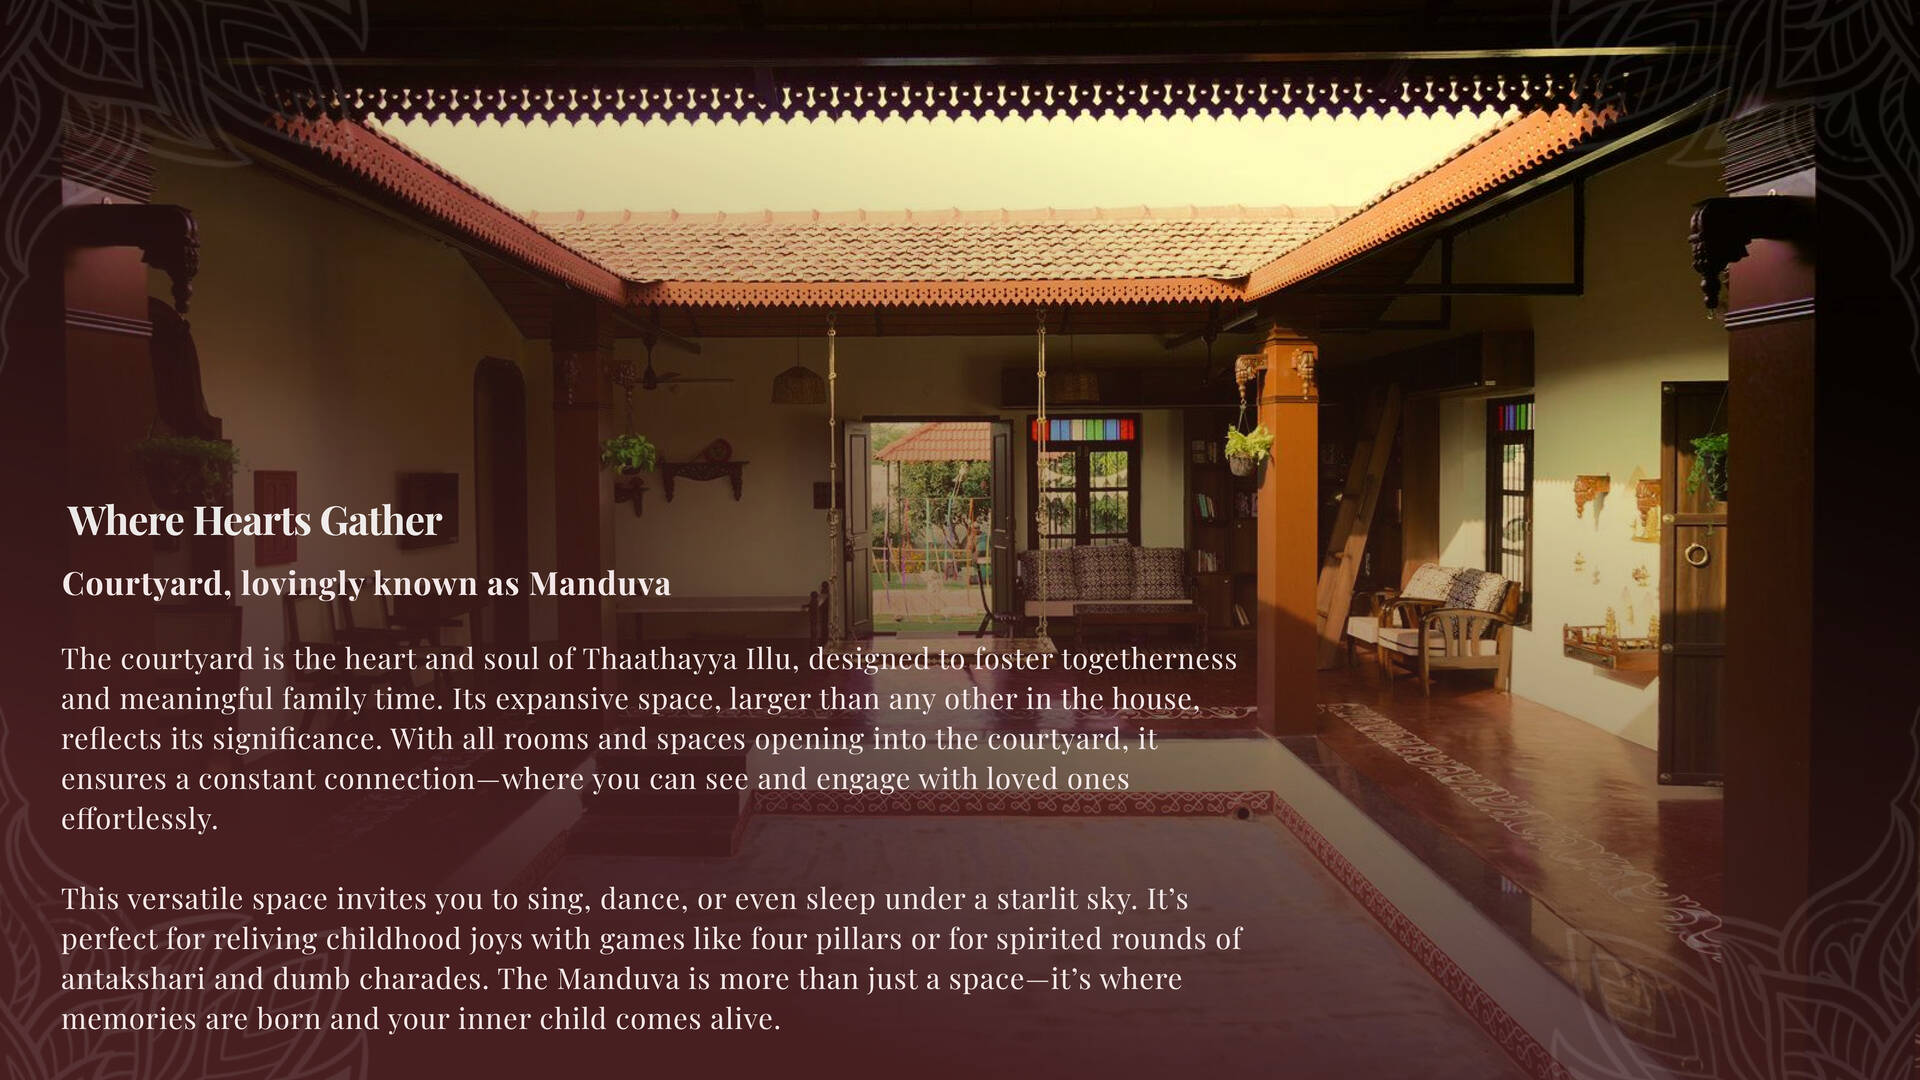 Where Hearts Gather
Courtyard, lovingly known as Manduva
The courtyard is the heart and soul of Thaathayya Illu, designed to foster togetherness
and meaningful family time. Its expansive space, larger than any other in the house,
reflects its significance. With all rooms and spaces opening into the courtyard, it
ensures a constant connection—where you can see and engage with loved ones
effortlessly.
This versatile space invites you to sing, dance, or even sleep under a starlit sky. It’s
perfect for reliving childhood joys with games like four pillars or for spirited rounds of
antakshari and dumb charades. The Manduva is more than just a space—it’s where
memories are born and your inner child comes alive.